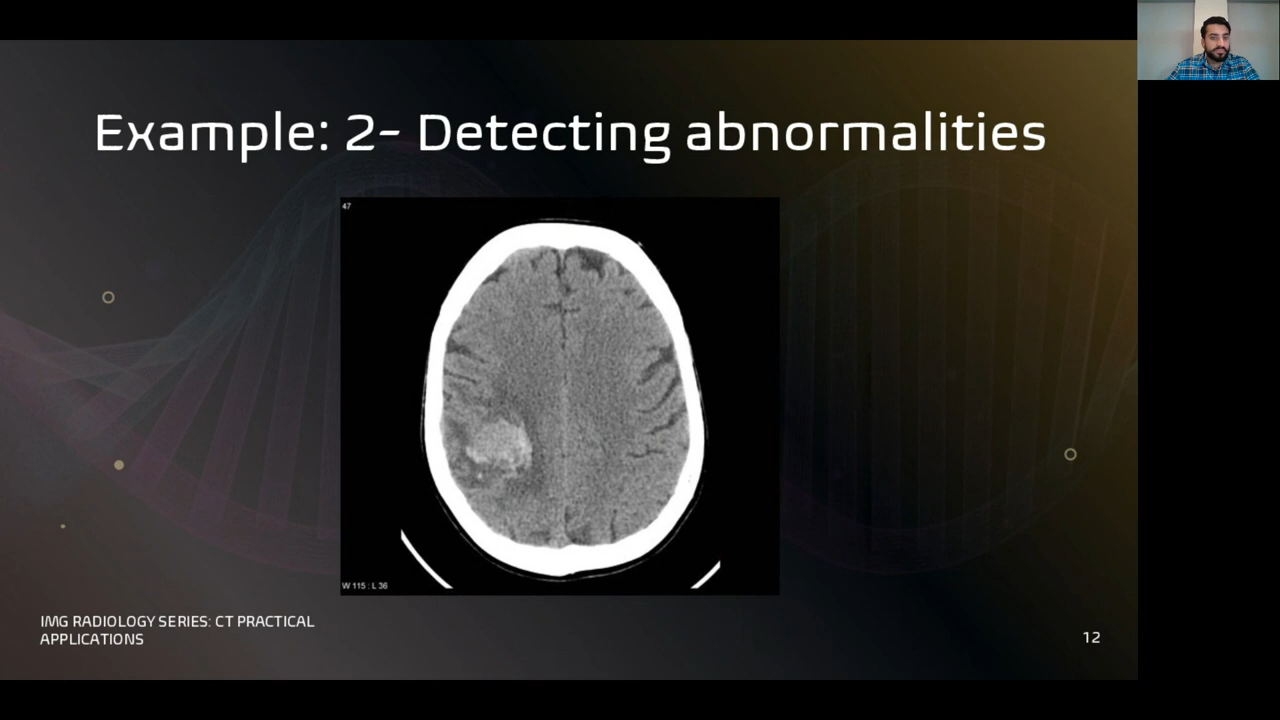 Example: 2- Detecting abnormalities
47
W 115 : L 36
IMG RADIOLOGY SERIES: CT PRACTICAL
APPLICATIONS
12